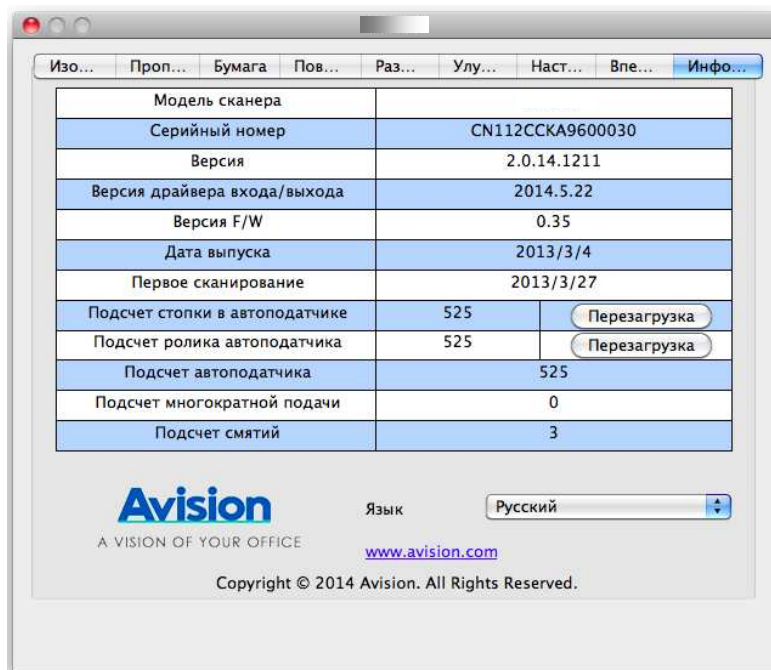 Изо... Проп... Бумага Пов... Раз... Улу... Наст... Впе... Инфо...
Модель сканера
Серийный номер CN112CCKA9600030
Версия 2.0.14.1211
Версия драйвера входа/выхода 2014.5.22
Версия F/W 0.35
Дата выпуска 2013/3/4
Первое сканирование 2013/3/27
Подсчет стопки в автоподатчике 525 Перезагрузка
Подсчет ролика автоподатчика 525 Перезагрузка
Подсчет автоподатчика 525
Подсчет многократной подачи 0
Подсчет смятий 3
Avision
A VISION OF YOUR OFFICE
Язык Русский
www.avision.com
Copyright © 2014 Avision. All Rights Reserved.